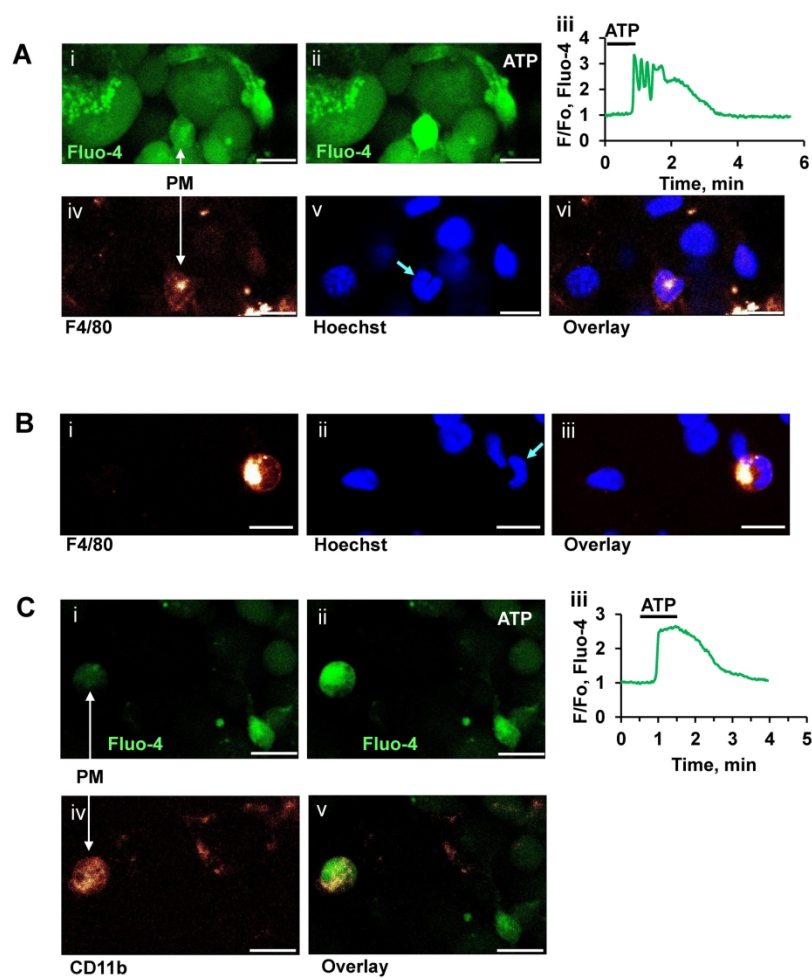 A
i
Fluo-4
ii
ATP
iii
ATP
F/Fo, Fluo-4
4
3
2
1
0
0 2 4 6
Time, min
PM
iv
F4/80
v
Hoechst
vi
Overlay
B
i
F4/80
ii
Hoechst
iii
Overlay
C
i
Fluo-4
ii
ATP
Fluo-4
iii
ATP
F/Fo, Fluo-4
3
2
1
0
0 1 2 3 4 5
Time, min
PM
iv
CD11b
v
Overlay